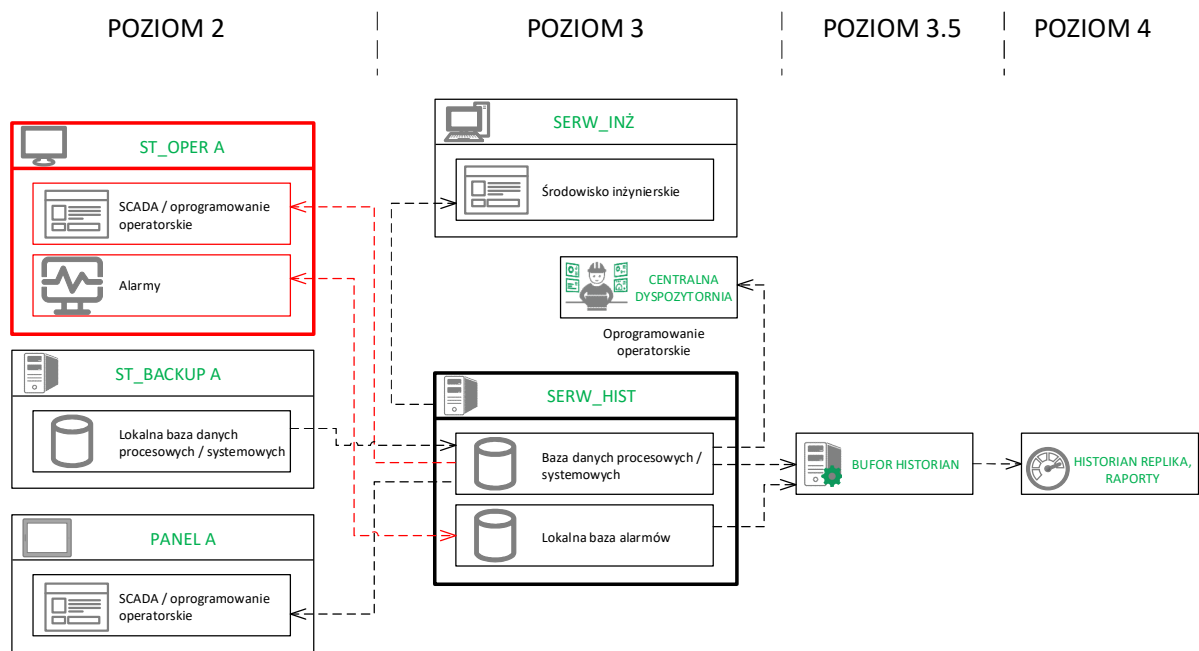 POZIOM 2
POZIOM 3
POZIOM 3.5
POZIOM 4
ST_OPER A
SCADA / oprogramowanie
operatorskie
Alarmy
ST_BACKUP A
Lokalna baza danych
procesowych / systemowych
PANEL A
SCADA / oprogramowanie
operatorskie
SERW_INŻ
Środowisko inżynierskie
CENTRALNA
DYSPOZYTORNIA
Oprogramowanie
operatorskie
SERW_HIST
Baza danych procesowych /
systemowych
Lokalna baza alarmów
BUFOR HISTORIAN
HISTORIAN REPLIKA,
RAPORTY